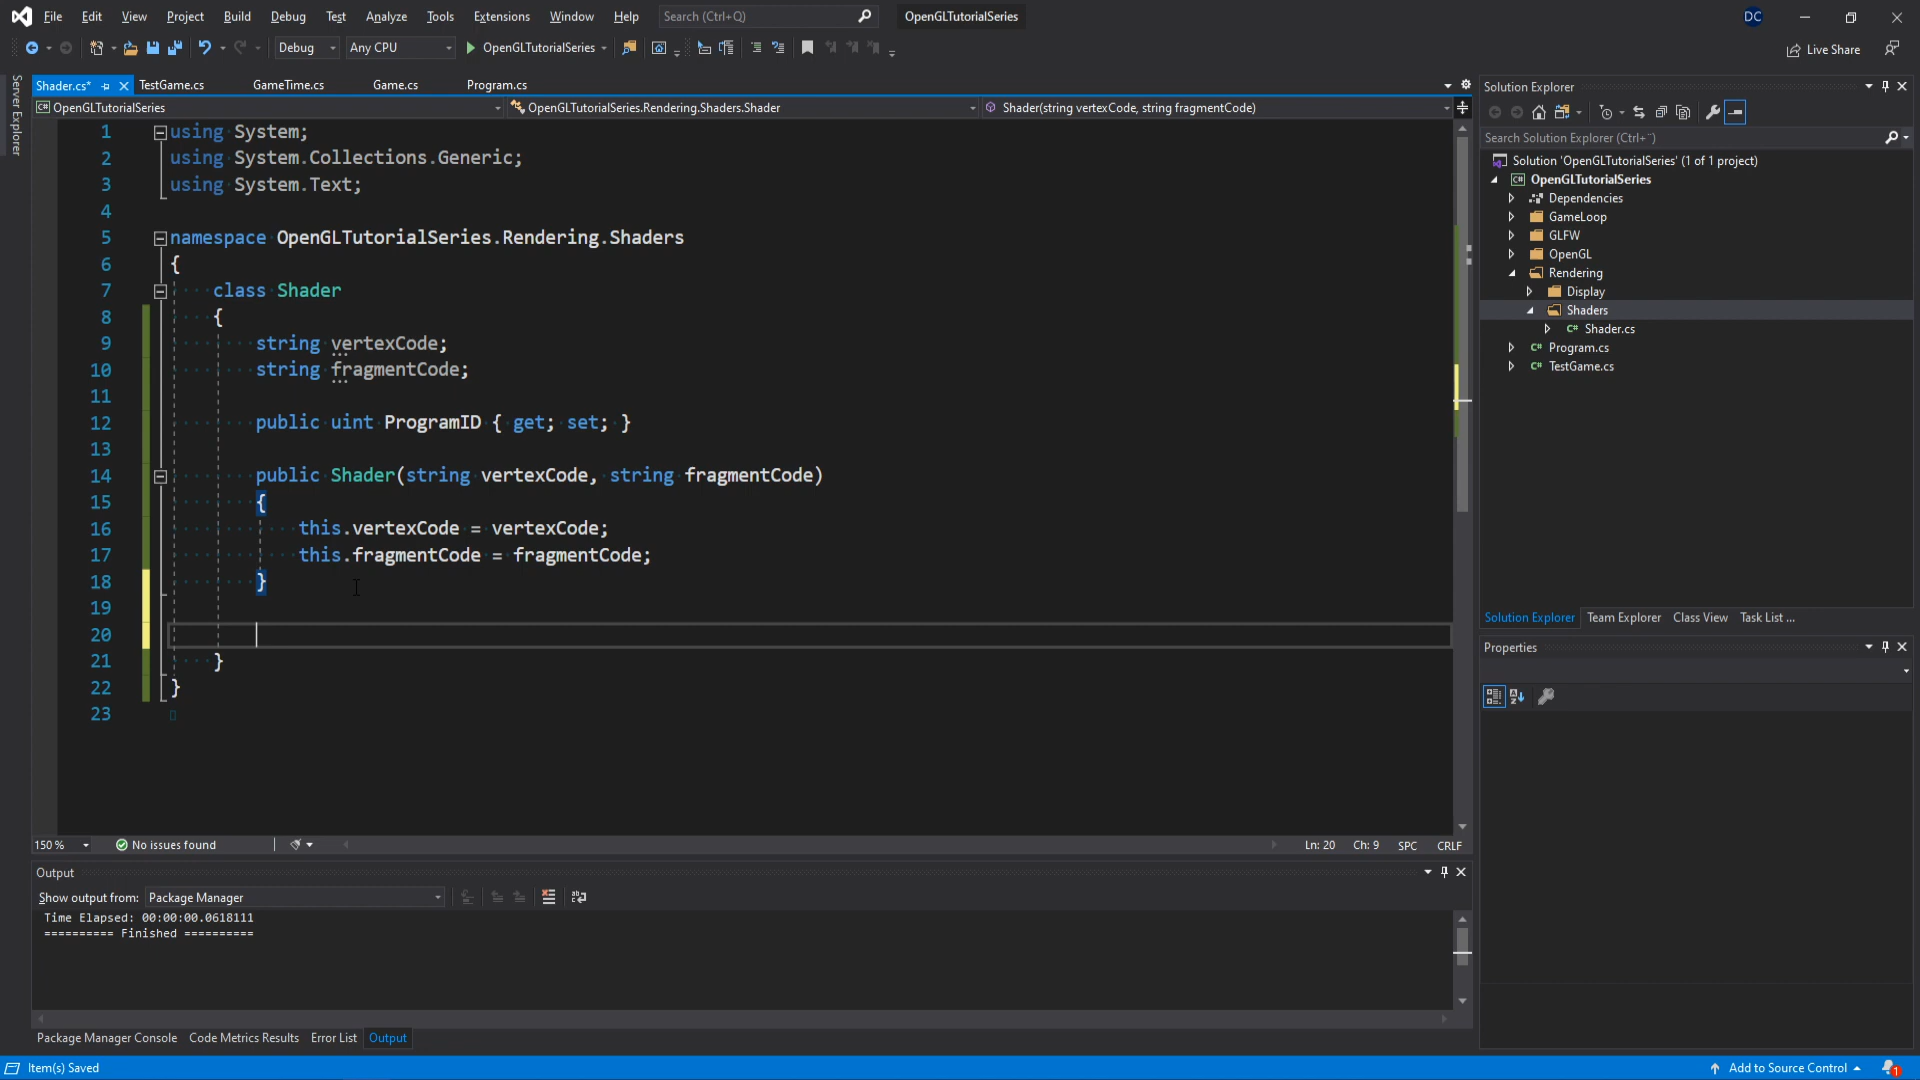 File Edit View Project Build Debug Test Analyze Tools Extensions Window Help Search (Ctrl+Q) OpenGLTutorialSeries DC
Debug Any CPU OpenGLTutorialSeries Live Share
Server Explorer
Shader.cs* TestGame.cs GameTime.cs Game.cs Program.cs
OpenGLTutorialSeries OpenGLTutorialSeries.Rendering.Shaders.Shader Shader(string vertexCode, string fragmentCode)
1 using System;
2 using System.Collections.Generic;
3 using System.Text;
4
5 namespace OpenGLTutorialSeries.Rendering.Shaders
6 {
7 class Shader
8 {
9 string vertexCode;
10 string fragmentCode;
11
12 public uint ProgramID { get; set; }
13
14 public Shader(string vertexCode, string fragmentCode)
15 {
16 this.vertexCode = vertexCode;
17 this.fragmentCode = fragmentCode;
18 }
19
20
21 }
22 }
23
150 % No issues found Ln: 20 Ch: 9 SPC CRLF
Output
Show output from: Package Manager
Time Elapsed: 00:00:00.0618111
========== Finished ==========
Package Manager Console Code Metrics Results Error List Output
Solution Explorer
Search Solution Explorer (Ctrl+¨)
Solution 'OpenGLTutorialSeries' (1 of 1 project)
C# OpenGLTutorialSeries
Dependencies
GameLoop
GLFW
OpenGL
Rendering
Display
Shaders
C# Shader.cs
C# Program.cs
C# TestGame.cs
Solution Explorer Team Explorer Class View Task List ...
Properties
Item(s) Saved Add to Source Control 1